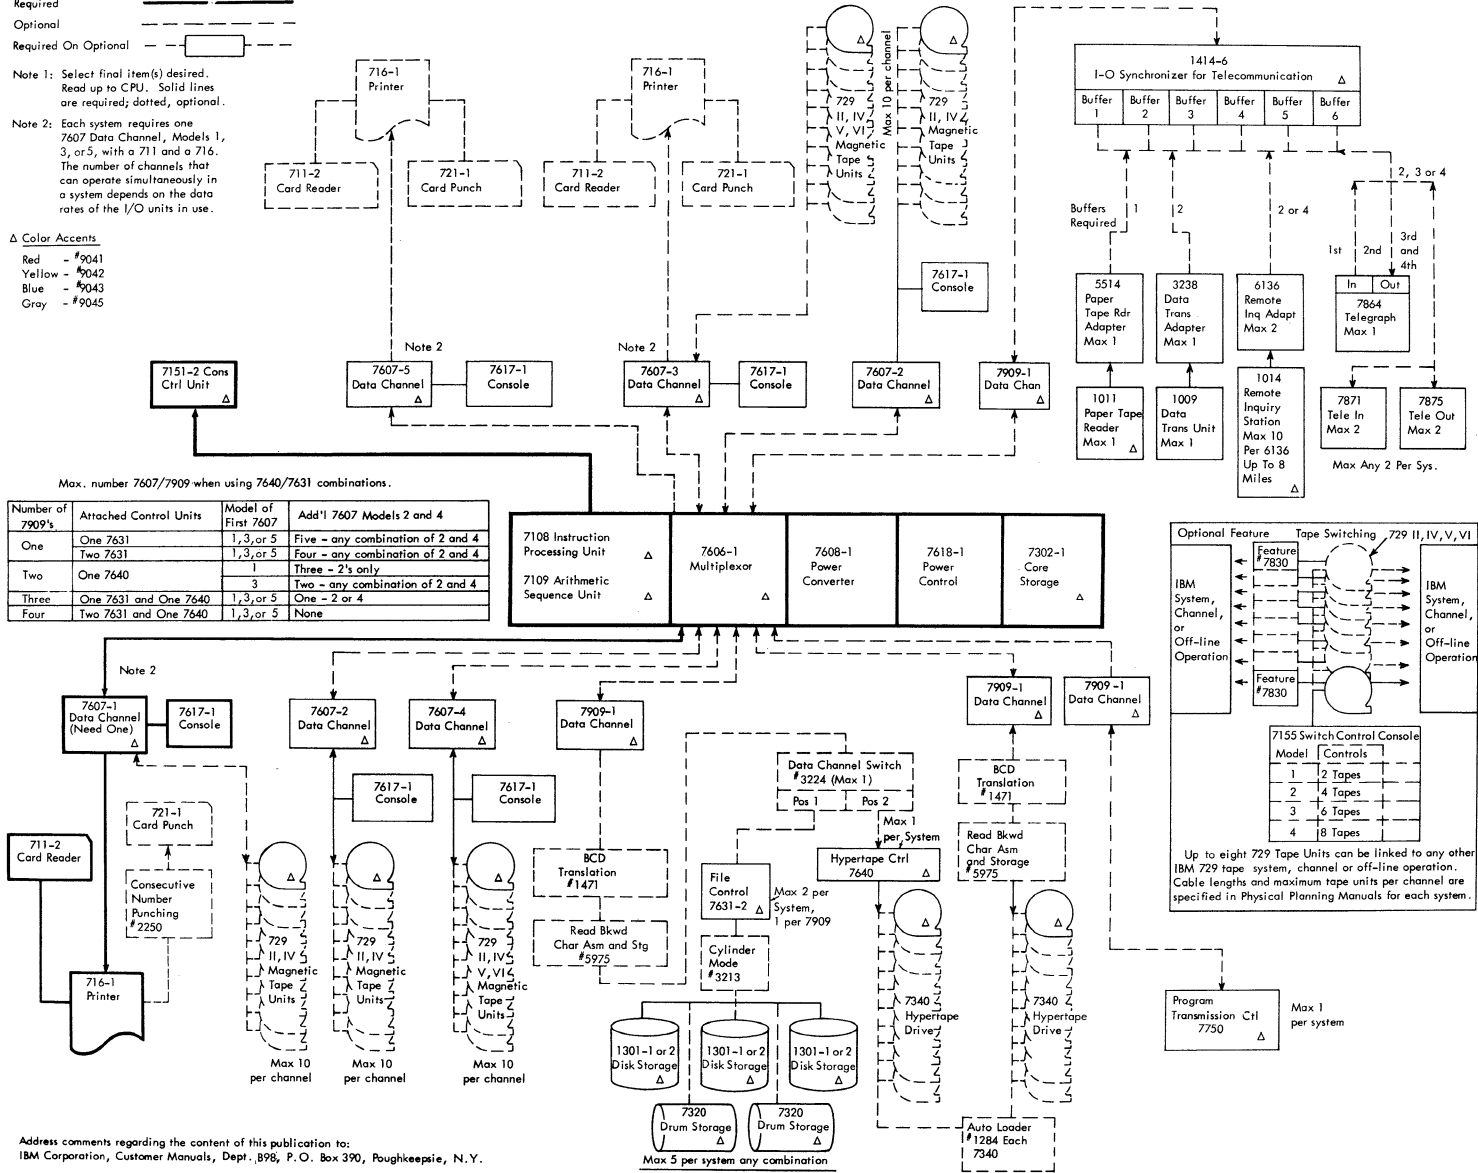 Required
Optional
Required On Optional
Note 1: Select final item(s) desired.
Read up to CPU. Solid lines
are required; dotted, optional.
Note 2: Each system requires one
7607 Data Channel, Models 1,
3, or 5, with a 711 and a 716.
The number of channels that
can operate simultaneously in
a system depends on the data
rates of the I/O units in use.
Δ Color Accents
Red - #9041
Yellow - #9042
Blue - #9043
Gray - #9045
716-1
Printer
711-2
Card Reader
721-1
Card Punch
716-1
Printer
711-2
Card Reader
721-1
Card Punch
Δ
729
II, IV
V, VI
Magnetic
Tape
Units
Max 10 per channel
Δ
729
II, IV
Magnetic
Tape
Units
7617-1
Console
1414-6
I-O Synchronizer for Telecommunication Δ
Buffer 1
Buffer 2
Buffer 3
Buffer 4
Buffer 5
Buffer 6
Buffers
Required
1
2
2 or 4
2, 3 or 4
1st
2nd
3rd
and
4th
5514
Paper
Tape Rdr
Adapter
Max 1
3238
Data
Trans
Adapter
Max 1
6136
Remote
Inq Adapt
Max 2
In Out
7864
Telegraph
Max 1
1011
Paper Tape
Reader
Max 1 Δ
1009
Data
Trans Unit
Max 1
1014
Remote
Inquiry
Station
Max 10
Per 6136
Up To 8
Miles
Δ
7871
Tele In
Max 2
7875
Tele Out
Max 2
Max Any 2 Per Sys.
7151-2 Cons
Ctrl Unit
Δ
Note 2
7607-5
Data Channel
Δ
7617-1
Console
Note 2
7607-3
Data Channel
Δ
7617-1
Console
7607-2
Data Channel
Δ
7909-1
Data Chan
Δ
Max. number 7607/7909 when using 7640/7631 combinations.
Number of 7909's Attached Control Units Model of First 7607 Add'l 7607 Models 2 and 4
One One 7631 1,3,or 5 Five - any combination of 2 and 4
Two 7631 1,3,or 5 Four - any combination of 2 and 4
Two One 7640 1 Three - 2's only
3 Two - any combination of 2 and 4
Three One 7631 and One 7640 1,3,or 5 One - 2 or 4
Four Two 7631 and One 7640 1,3,or 5 None
7108 Instruction
Processing Unit Δ
7109 Arithmetic
Sequence Unit Δ
7606-1
Multiplexor
Δ
7608-1
Power
Converter
7618-1
Power
Control
7302-1
Core
Storage
Δ
Optional Feature Tape Switching 729 II, IV, V, VI
Feature
#7830
IBM
System,
Channel,
or
Off-line
Operation
IBM
System,
Channel,
or
Off-line
Operation
Feature
#7830
7155 Switch Control Console
Model Controls
1 2 Tapes
2 4 Tapes
3 6 Tapes
4 8 Tapes
Up to eight 729 Tape Units can be linked to any other
IBM 729 tape system, channel or off-line operation.
Cable lengths and maximum tape units per channel are
specified in Physical Planning Manuals for each system.
Note 2
7607-1
Data Channel
(Need One)
Δ
7617-1
Console
7607-2
Data Channel
Δ
7607-4
Data Channel
Δ
7909-1
Data Channel
Δ
7909-1
Data Channel
Δ
7909-1
Data Channel
Δ
7617-1
Console
7617-1
Console
721-1
Card Punch
711-2
Card Reader
Consecutive
Number
Punching
#2250
716-1
Printer
Δ
729
II, IV
Magnetic
Tape
Units
Max 10
per channel
Δ
729
II, IV
Magnetic
Tape
Units
Max 10
per channel
Δ
729
II, IV
V, VI
Magnetic
Tape
Units
Max 10
per channel
BCD
Translation
#1471
Read Bkwd
Char Asm and Stg
#5975
Data Channel Switch
#3224 (Max 1)
Pos 1 Pos 2
Max 1
per System
Hypertape Ctrl
7640 Δ
File
Control
7631-2 Δ
Max 2 per
System,
1 per 7909
Cylinder
Mode
#3213
1301-1 or 2
Disk Storage
Δ
1301-1 or 2
Disk Storage
Δ
1301-1 or 2
Disk Storage
Δ
7320
Drum Storage
Δ
7320
Drum Storage
Δ
Max 5 per system any combination
BCD
Translation
#1471
Read Bkwd
Char Asm
and Storage
#5975
Δ
7340
Hypertape
Drive
Δ
7340
Hypertape
Drive
Auto Loader
#1284 Each
7340
Program
Transmission Ctl
7750 Δ
Max 1
per system
Address comments regarding the content of this publication to:
IBM Corporation, Customer Manuals, Dept. B98, P.O. Box 390, Poughkeepsie, N.Y.